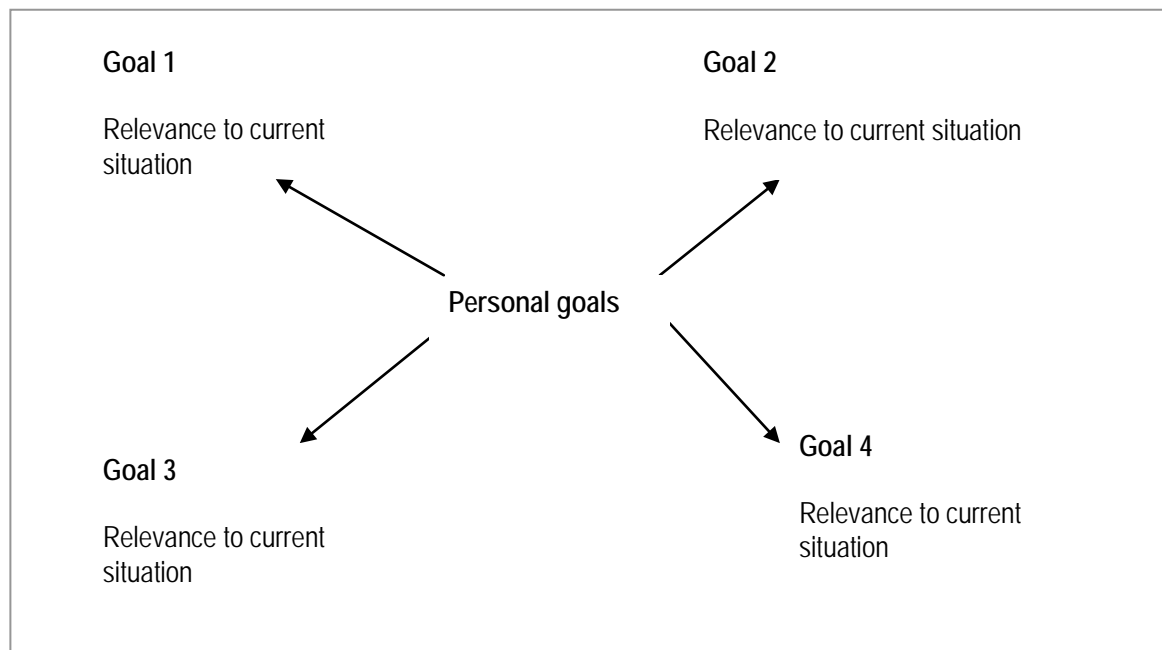 Goal 1
Relevance to current
situation
Goal 2
Relevance to current situation
Personal goals
Goal 3
Relevance to current
situation
Goal 4
Relevance to current
situation